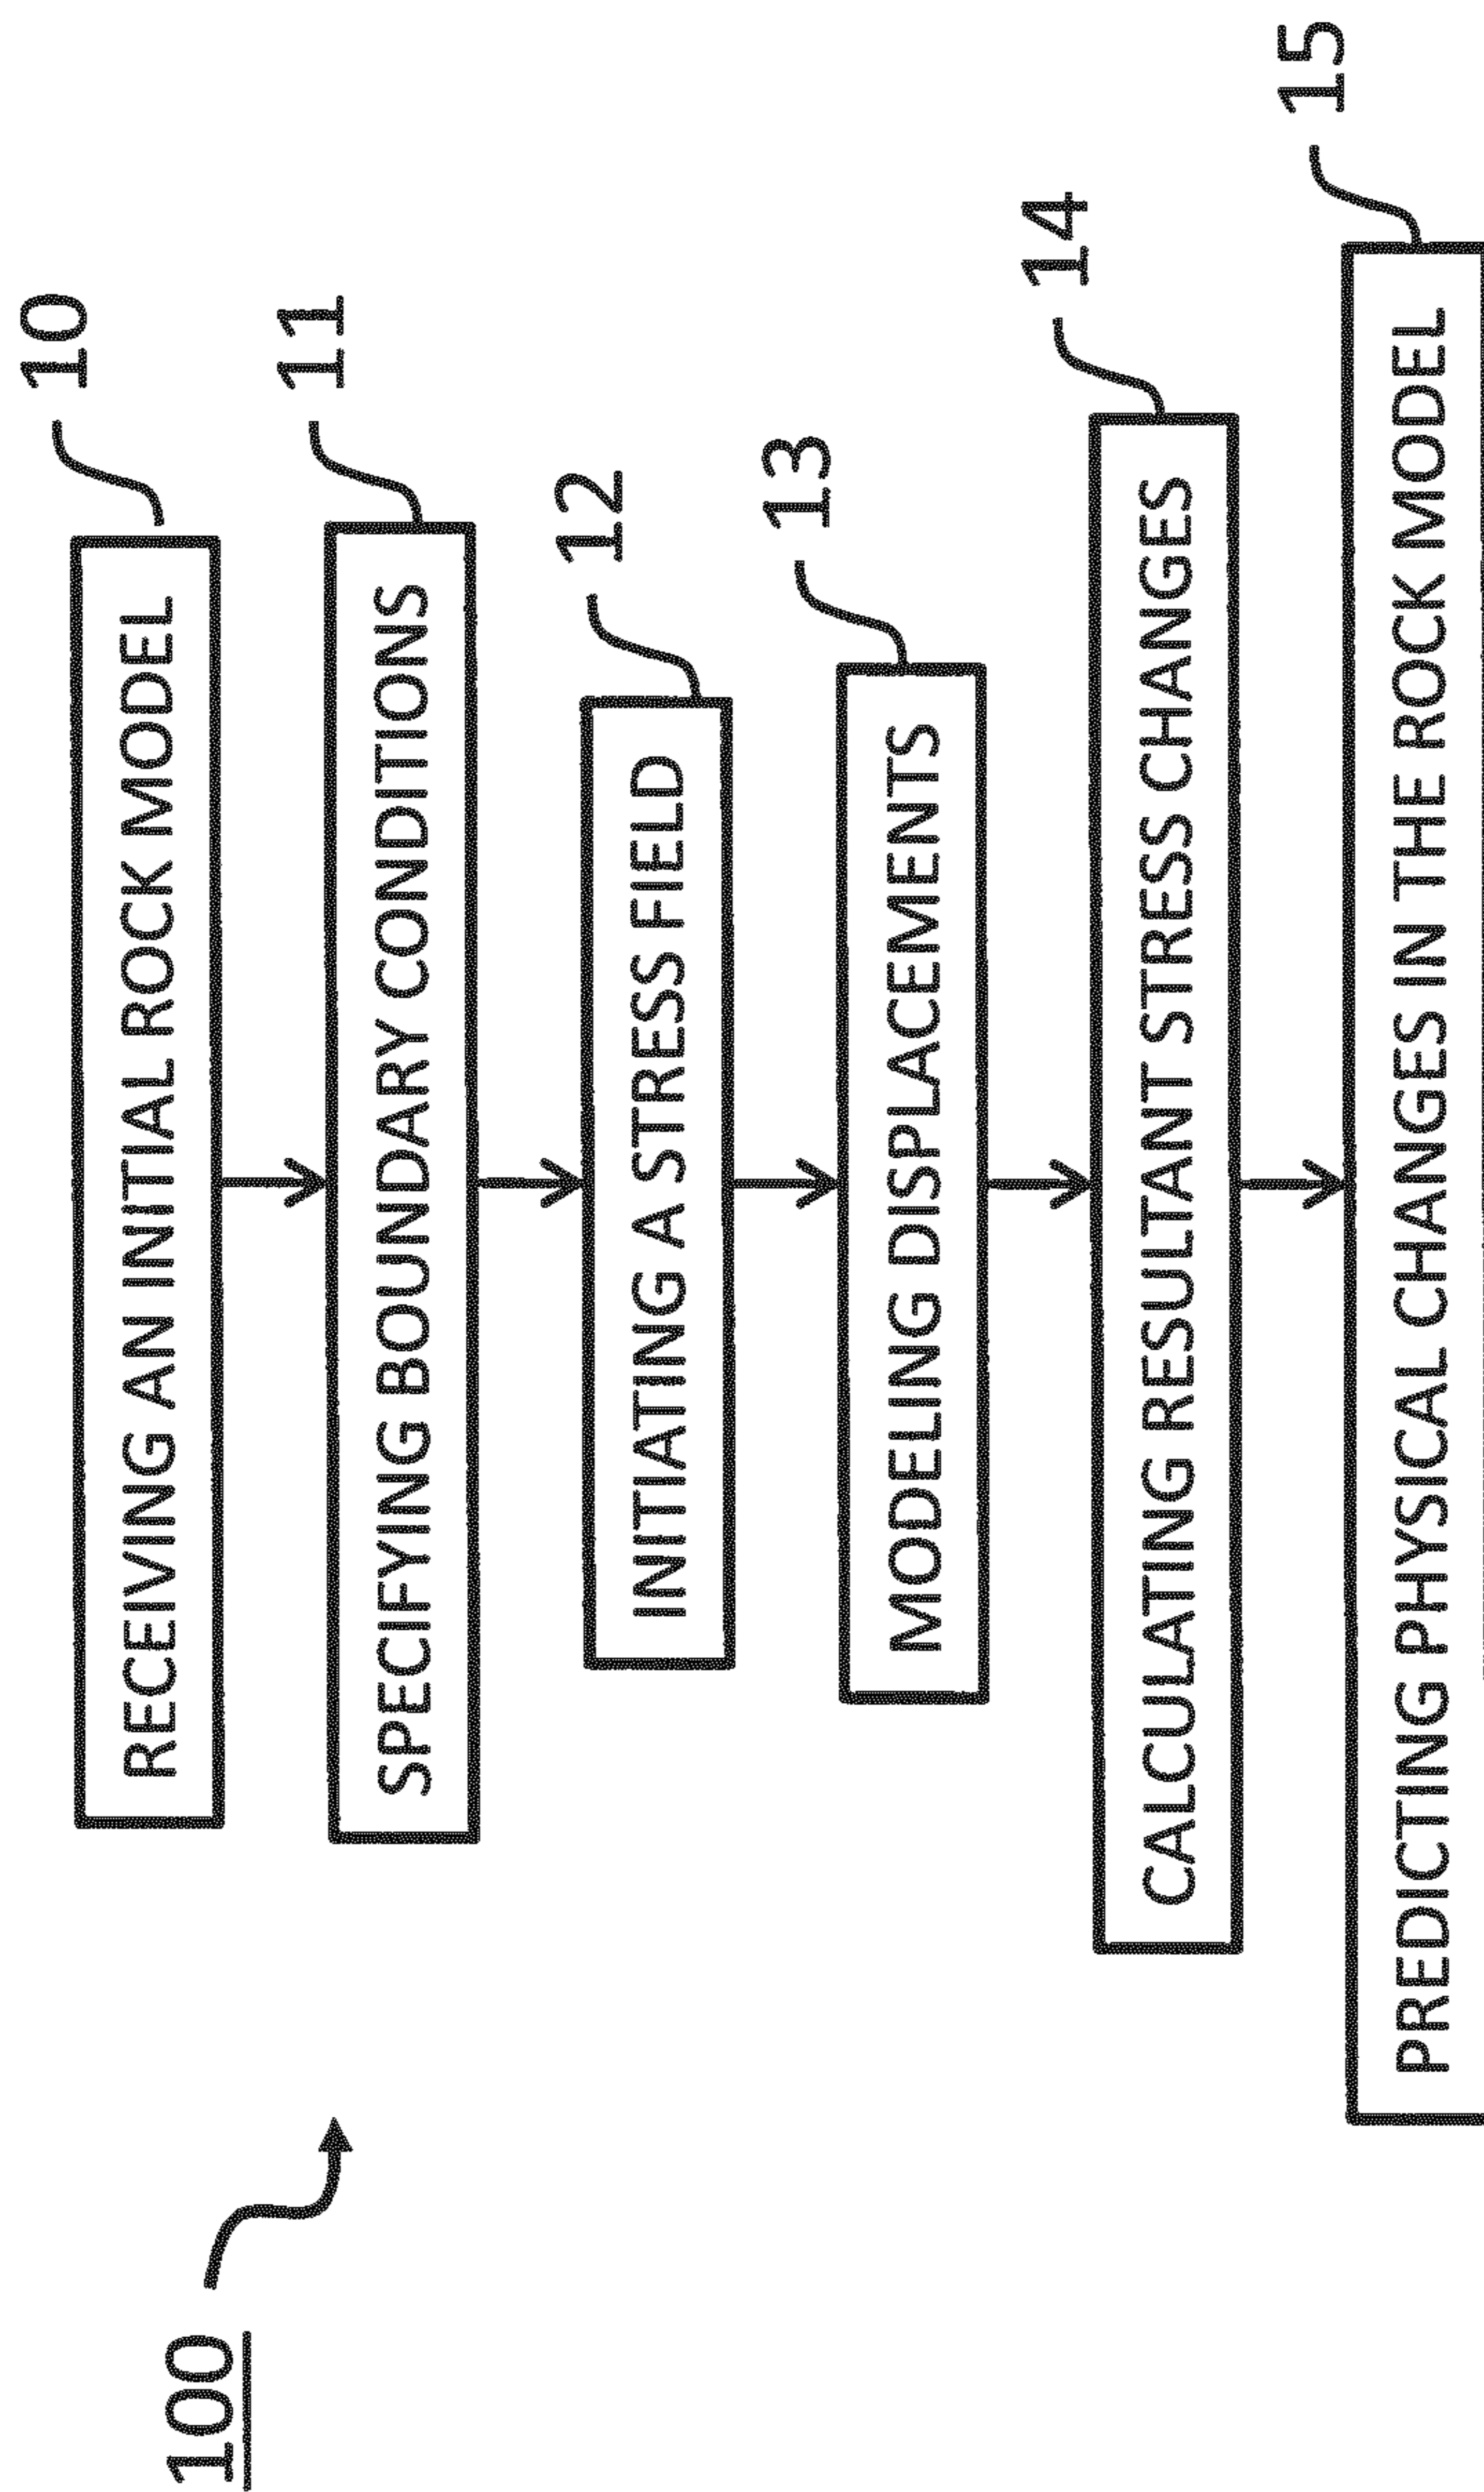 100
10
RECEIVING AN INITIAL ROCK MODEL
11
SPECIFYING BOUNDARY CONDITIONS
12
INITIATING A STRESS FIELD
13
MODELING DISPLACEMENTS
14
CALCULATING RESULTANT STRESS CHANGES
15
PREDICTING PHYSICAL CHANGES IN THE ROCK MODEL